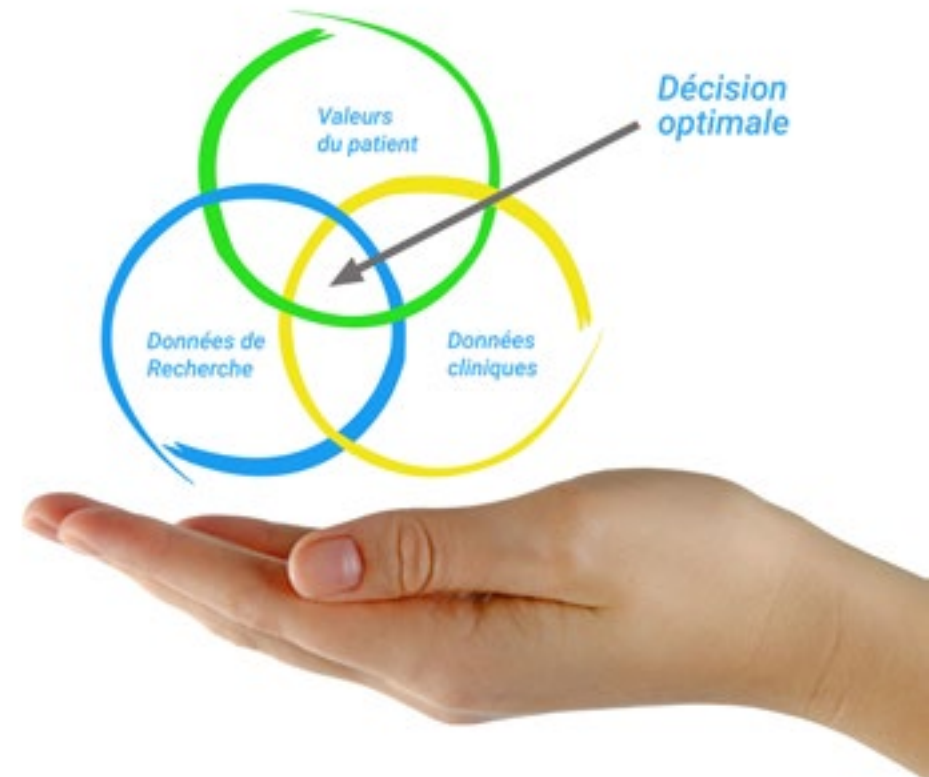 Valeurs
du patient
Décision
optimale
Données de
Recherche
Données
cliniques